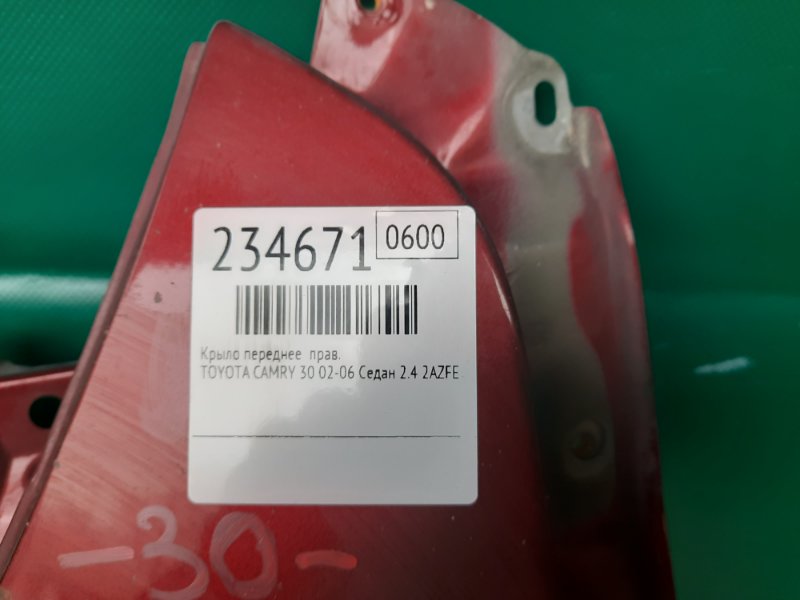 234671 0600
Крыло переднее прав.
TOYOTA CAMRY 30 02-06 Седан 2.4 2AZFE
-30-